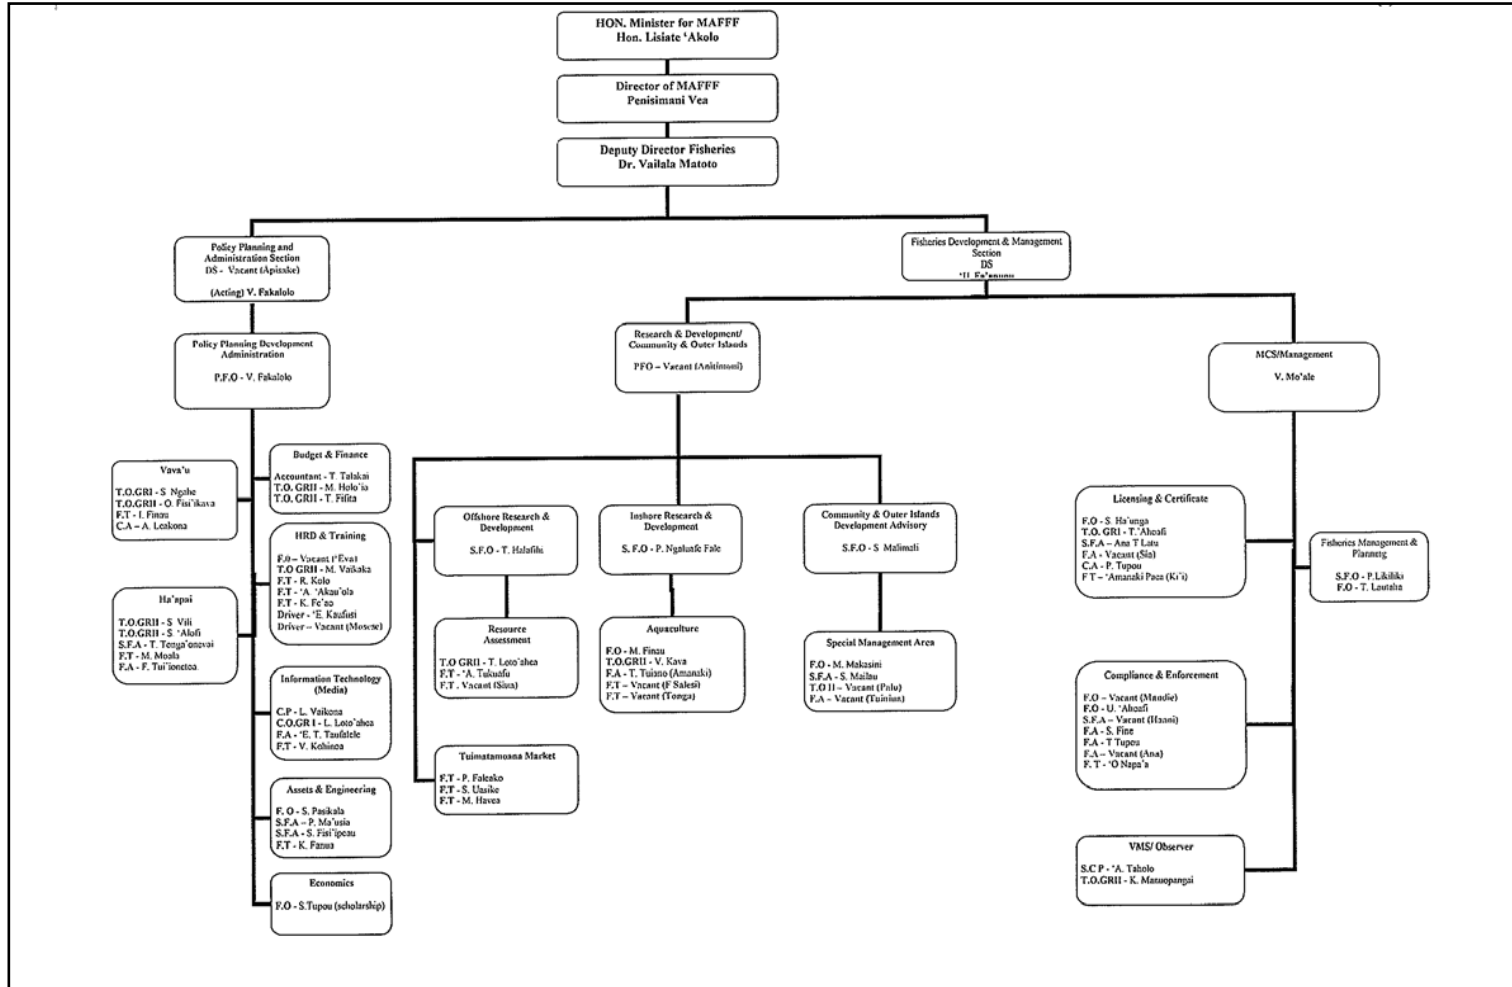 HON. Minister for MAFFF
Hon. Lisiate ‘Akolo
Director of MAFFF
Penisimani Vea
Deputy Director Fisheries
Dr. Vailala Matoto
Policy Planning and
Administration Section
DS - Vacant (Apisake)
(Acting) V. Fakalolo
Fisheries Development & Management
Section
DS
Policy Planning Development
Administration
P.F.O - V. Fakalolo
Research & Development/
Community & Outer Islands
PFO – Vacant (Anitimoni)
MCS/Management
V. Mo'ale
Vava'u
T.O.GRI - S Ngahe
T.O.GRII - O. Fisi'ikava
F.T - I. Finau
C.A – A. Leakona
Ha'apai
T.O.GRII - S Vili
T.O.GRII - S 'Alofi
S.F.A - T. Tonga'onevai
F.T - M. Moala
F.A - F. Tui'ionetoa
Budget & Finance
Accountant - T. Talakai
T.O. GRII - M. Holo'ia
T.O. GRII - T. Fifita
HRD & Training
F.O – Vacant ('Eva)
T.O GRII - M. Vaikaka
F.T - R. Kolo
F.T - 'A 'Akau'ola
F.T - K. Fe'ao
Driver - 'E. Kaufusi
Driver – Vacant (Mosese)
Information Technology
(Media)
C.P - L. Vaikona
C.O.GR I - L. Loto'ahea
F.A - 'E. T. Taufalele
F.T - V. Kohinoa
Assets & Engineering
F. O - S. Pasikala
S.F.A – P. Ma'usia
S.F.A - S. Fisi'ipeau
F.T - K. Fanua
Economics
F.O - S.Tupou (scholarship)
Offshore Research &
Development
S.F.O - T. Halafihi
Resource
Assessment
T.O GRII - T. Loto'ahea
F.T - 'A. Tukuafu
F.T . Vacant (Siua)
Tuimatamoana Market
F.T - P. Faleako
F.T - S. Uasike
F.T - M. Havea
Inshore Research &
Development
S. F.O - P. Ngaluafe Fale
Aquaculture
F.O - M. Finau
T.O.GRII - V. Kava
F.A - T. Tuiano (Amanaki)
F.T – Vacant (F Salesi)
F.T – Vacant (Tonga)
Community & Outer Islands
Development Advisory
S.F.O - S Malimali
Special Management Area
F.O - M. Makasini
S.F.A - S. Mailau
T.O II – Vacant (Palu)
F.A – Vacant
Licensing & Certificate
F.O - S. Ha'unga
T.O. GRI - T.'Ahoafi
S.F.A – Ana T Latu
F.A - Vacant (Sia)
C.A - P. Tupou
F T – 'Amanaki Paea (Ki'i)
Fisheries Management &
S.F.O - P.Likiliki
F.O - T. Lautaha
Compliance & Enforcement
F.O – Vacant (Maudie)
F.O - U. 'Ahoafi
S.F.A – Vacant
F.A - S. Fine
F.A - T Tupou
F.A – Vacant (Ana)
F. T - 'O Napa'a
VMS/ Observer
S.C P - 'A. Taholo
T.O.GRII - K. Manuopangai